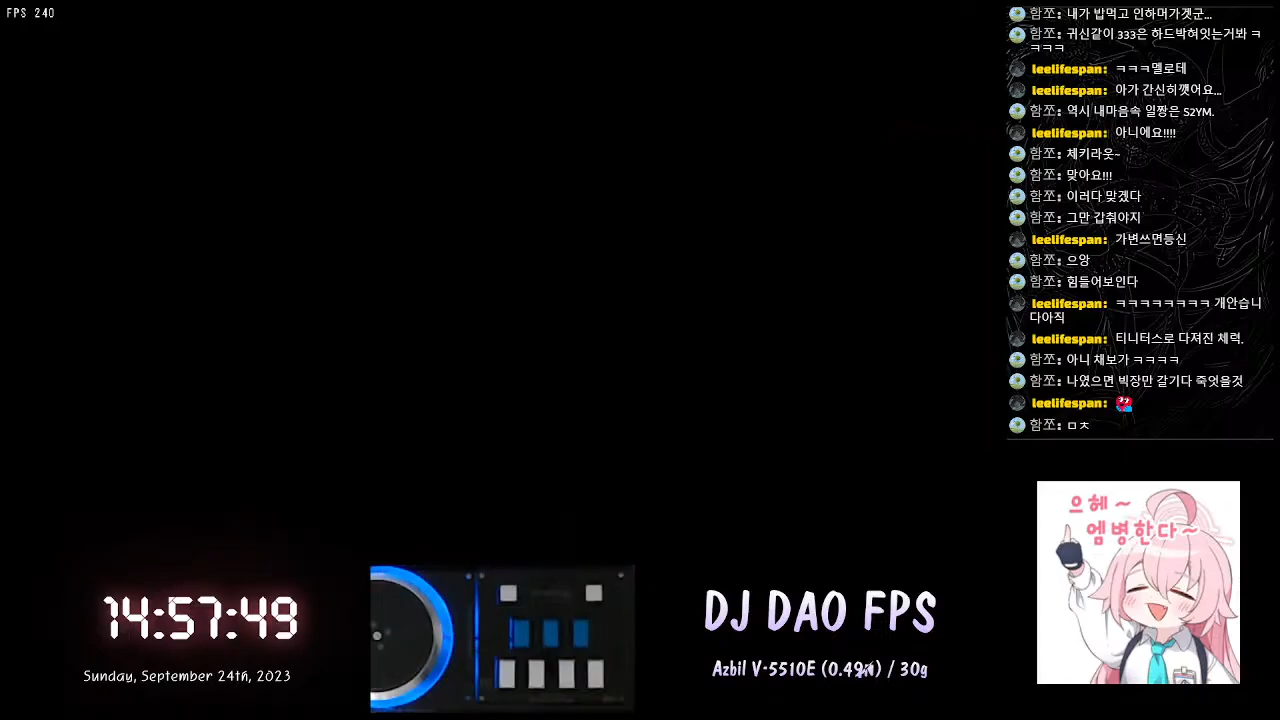 FPS 240
함쪼: 내가 밥먹고 인하머가겟군...
함쪼: 귀신같이 333은 하드박혀잇는거봐 ㅋ
ㅋㅋㅋ
leelifespan: ㅋㅋㅋ멜로테
leelifespan: 아가 간신히깻어요...
함쪼: 역시 내마음속 일짱은 S2YM.
leelifespan: 아니에요!!!!
함쪼: 체키라웃~
함쪼: 맞아요!!!
함쪼: 이러다 맞겠다
함쪼: 그만 갑춰야지
leelifespan: 가변쓰면등신
함쪼: 으앙
함쪼: 힘들어보인다
leelifespan: ㅋㅋㅋㅋㅋㅋㅋㅋ 개안습니
다아직
leelifespan: 티니터스로 다져진 체력.
함쪼: 아니 채보가 ㅋㅋㅋㅋ
함쪼: 나였으면 빅장만 갈기다 죽엇을것
leelifespan:
함쪼: ㅁㅊ
으헤~
엠병한다~
14:57:49
Sunday, September 24th, 2023
DJ DAO FPS
Azbil V-5510E (0.49N) / 30g